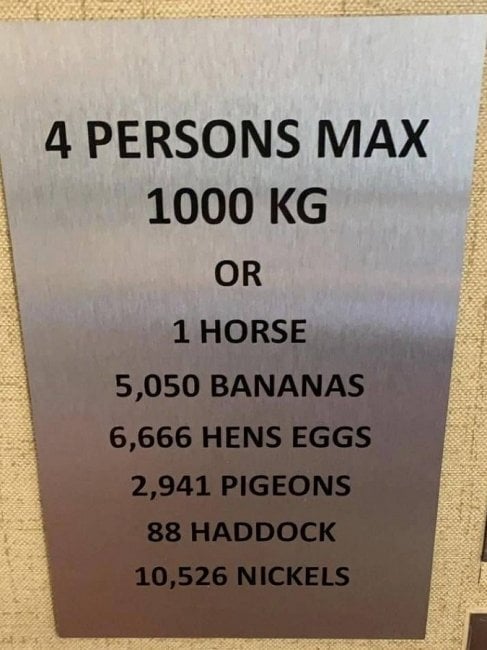 4 PERSONS MAX
1000 KG
OR
1 HORSE
5,050 BANANAS
6,666 HENS EGGS
2,941 PIGEONS
88 HADDOCK
10,526 NICKELS